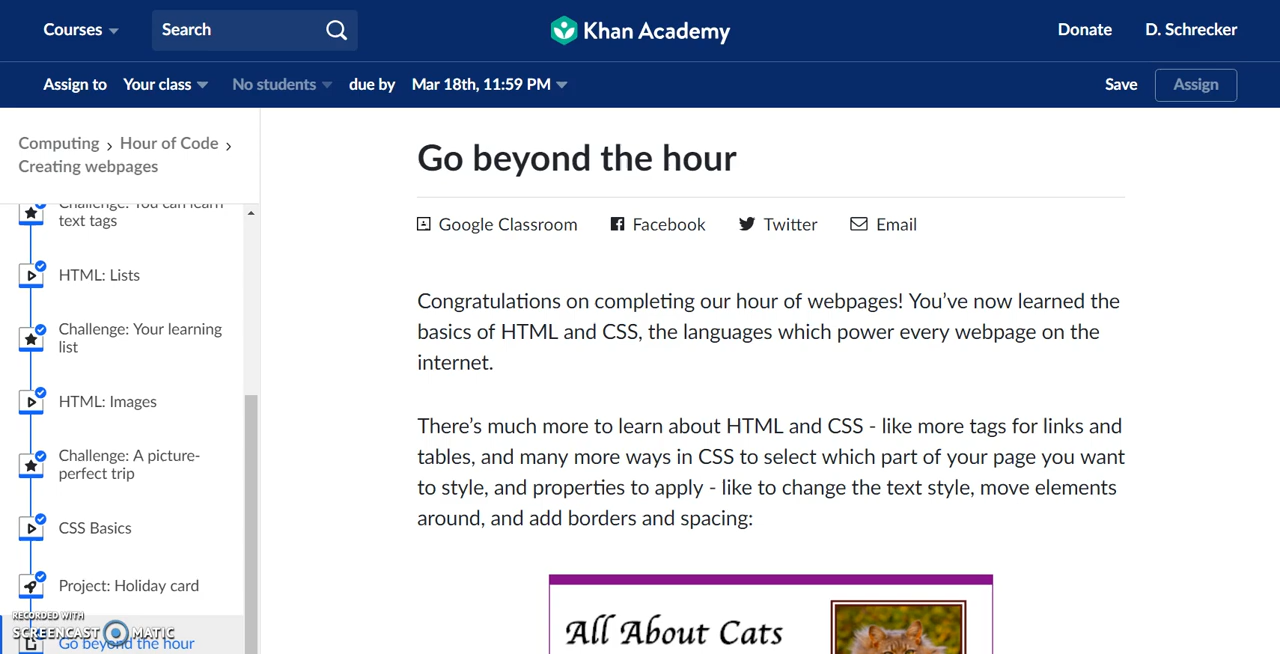 Courses
Search
Khan Academy
Donate
D. Schrecker
Assign to Your class No students due by Mar 18th, 11:59 PM
Save
Assign
Computing › Hour of Code ›
Creating webpages
Challenge: You can learn
text tags
HTML: Lists
Challenge: Your learning
list
HTML: Images
Challenge: A picture-
perfect trip
CSS Basics
Project: Holiday card
Go beyond the hour
RECORDED WITH
SCREENCAST MATIC
Go beyond the hour
Google Classroom Facebook Twitter Email
Congratulations on completing our hour of webpages! You've now learned the
basics of HTML and CSS, the languages which power every webpage on the
internet.
There's much more to learn about HTML and CSS - like more tags for links and
tables, and many more ways in CSS to select which part of your page you want
to style, and properties to apply - like to change the text style, move elements
around, and add borders and spacing:
All About Cats